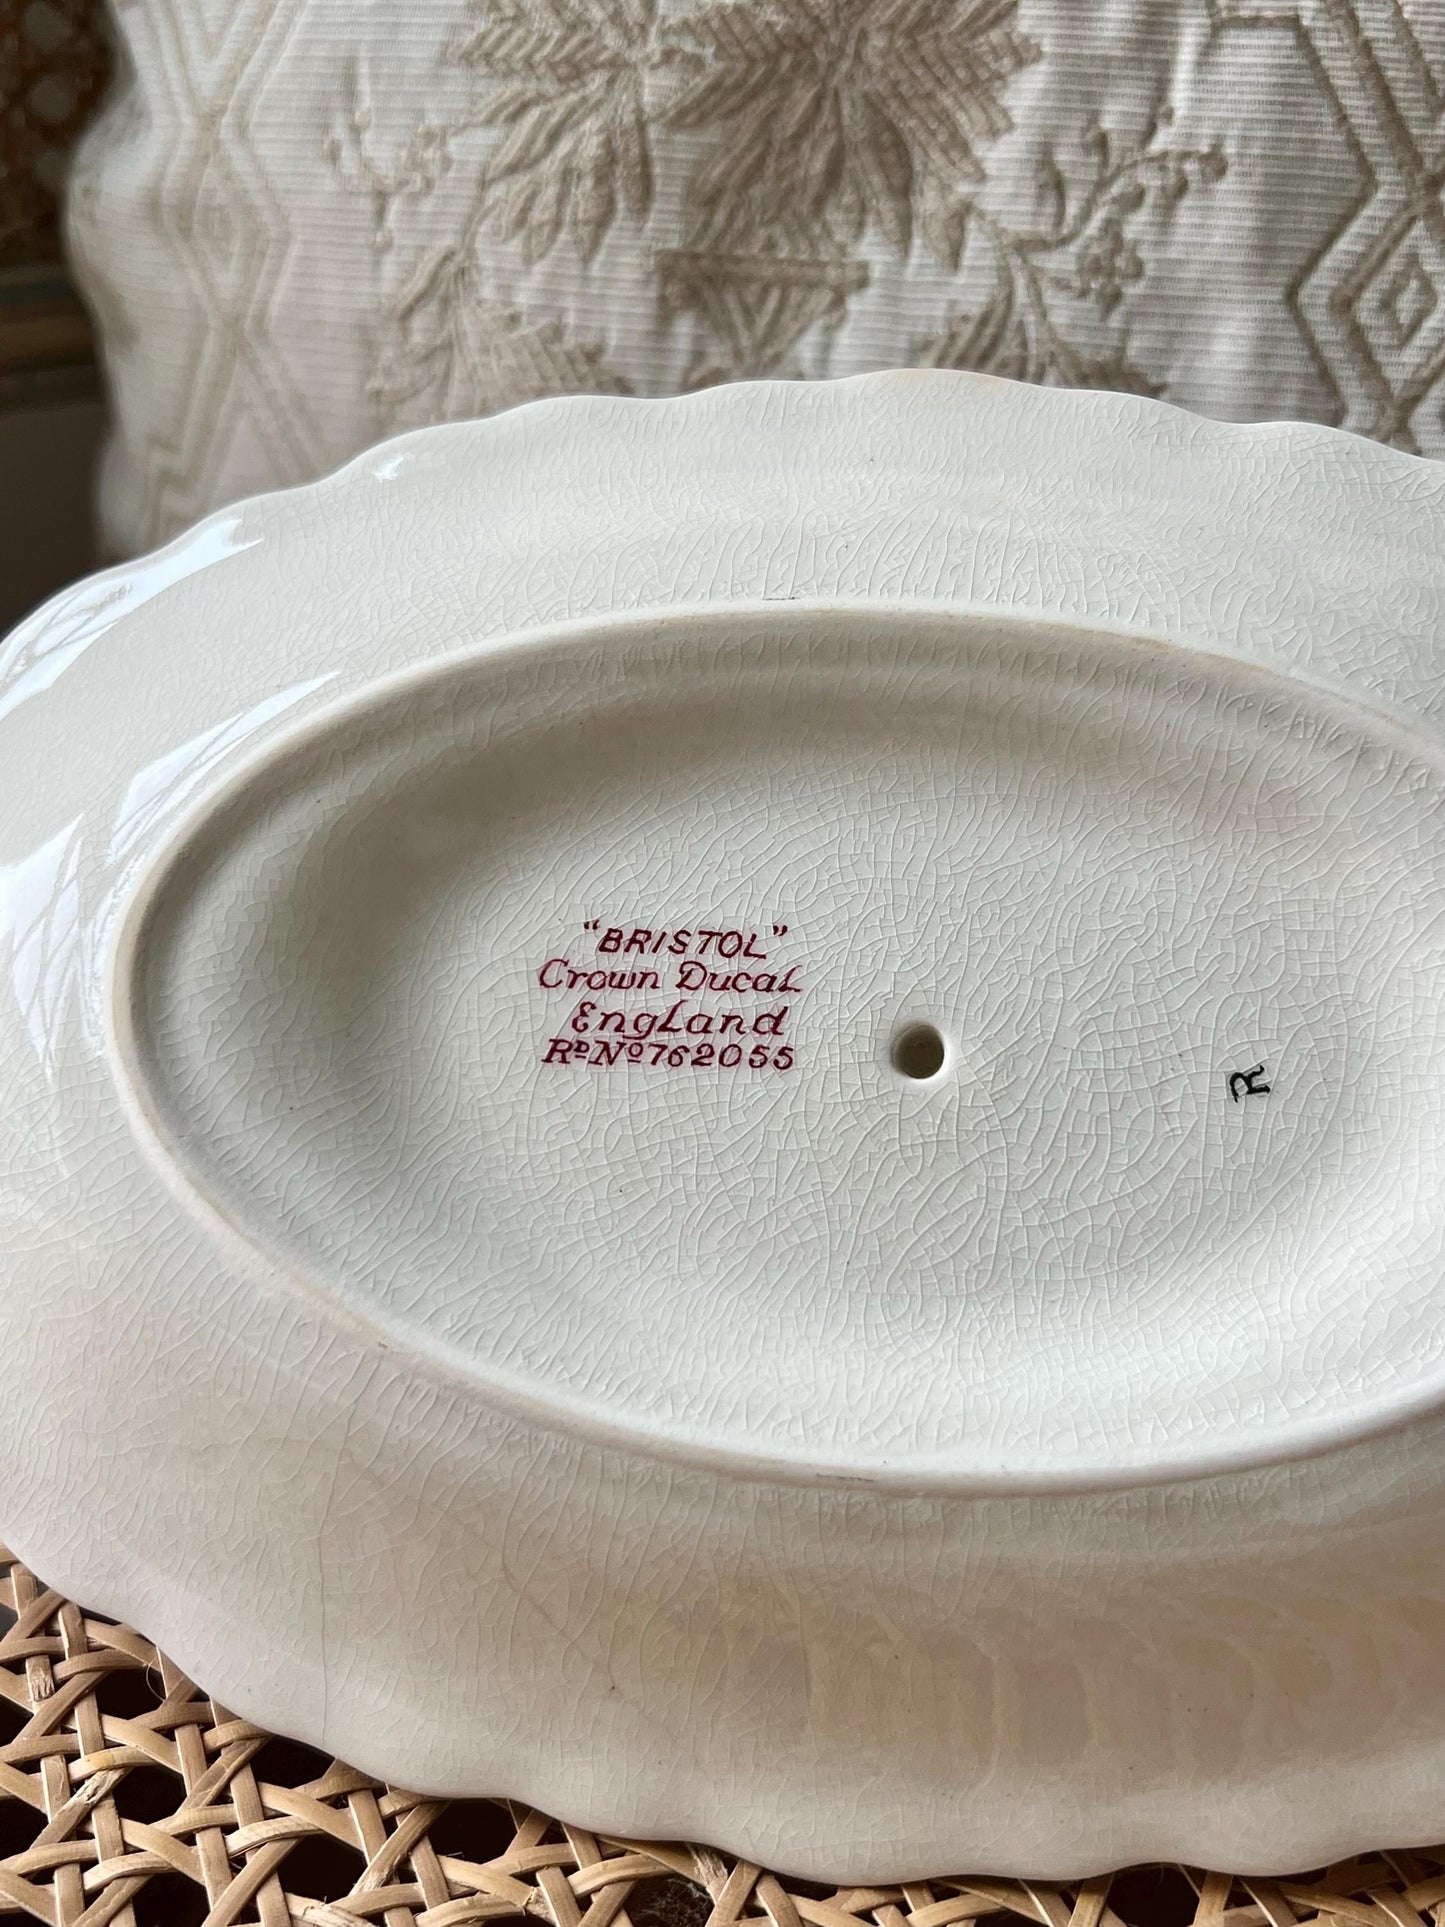 "BRISTOL"
Crown Ducal
England
RD No 762055
R